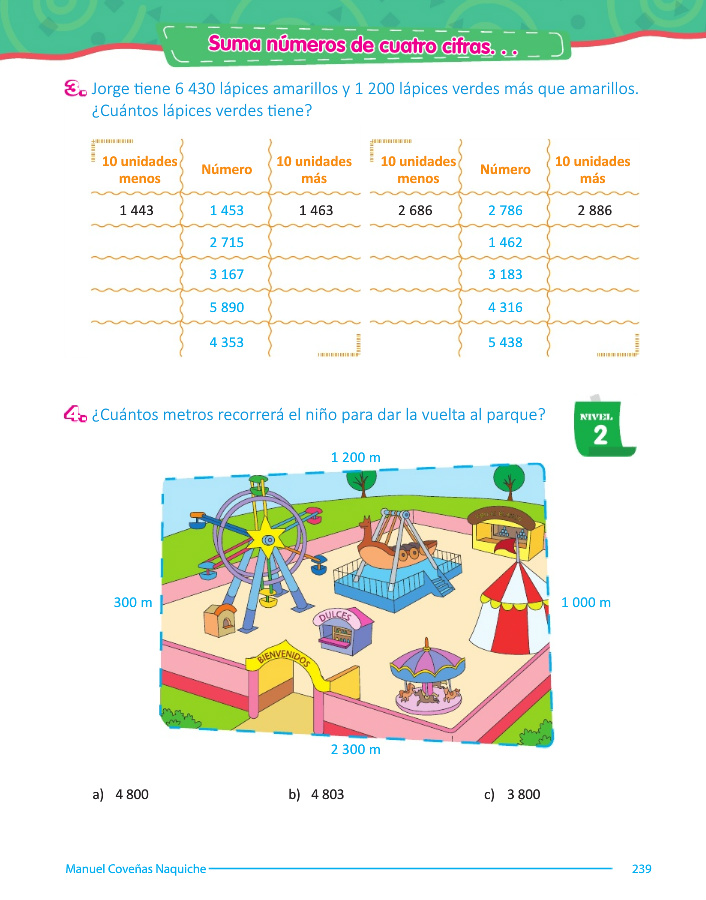 Suma números de cuatro cifras. . .
3. Jorge tiene 6 430 lápices amarillos y 1 200 lápices verdes más que amarillos.
¿Cuántos lápices verdes tiene?
10 unidades menos Número 10 unidades más 10 unidades menos Número 10 unidades más
1 443 1 453 1 463 2 686 2 786 2 886
2 715 1 462
3 167 3 183
5 890 4 316
4 353 5 438
4. ¿Cuántos metros recorrerá el niño para dar la vuelta al parque?
NIVEL
2
1 200 m
300 m
1 000 m
DULCES
BIENVENIDOS
2 300 m
a) 4 800 b) 4 803 c) 3 800
Manuel Coveñas Naquiche 239